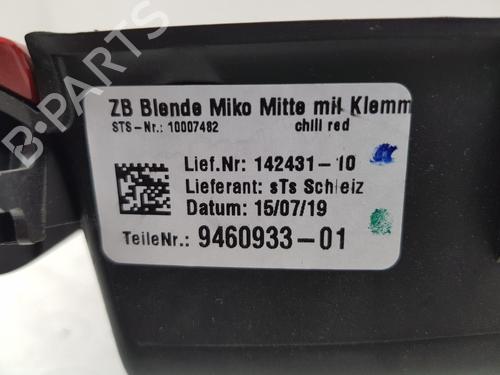 ZB Blende Miko Mitte mit Klemm
STS-Nr.: 10007482 chili red
Lief.Nr: 142431-10
Lieferant: sTs Schleiz
Datum: 15/07/19
TeileNr.: 9460933-01
B-PARTS